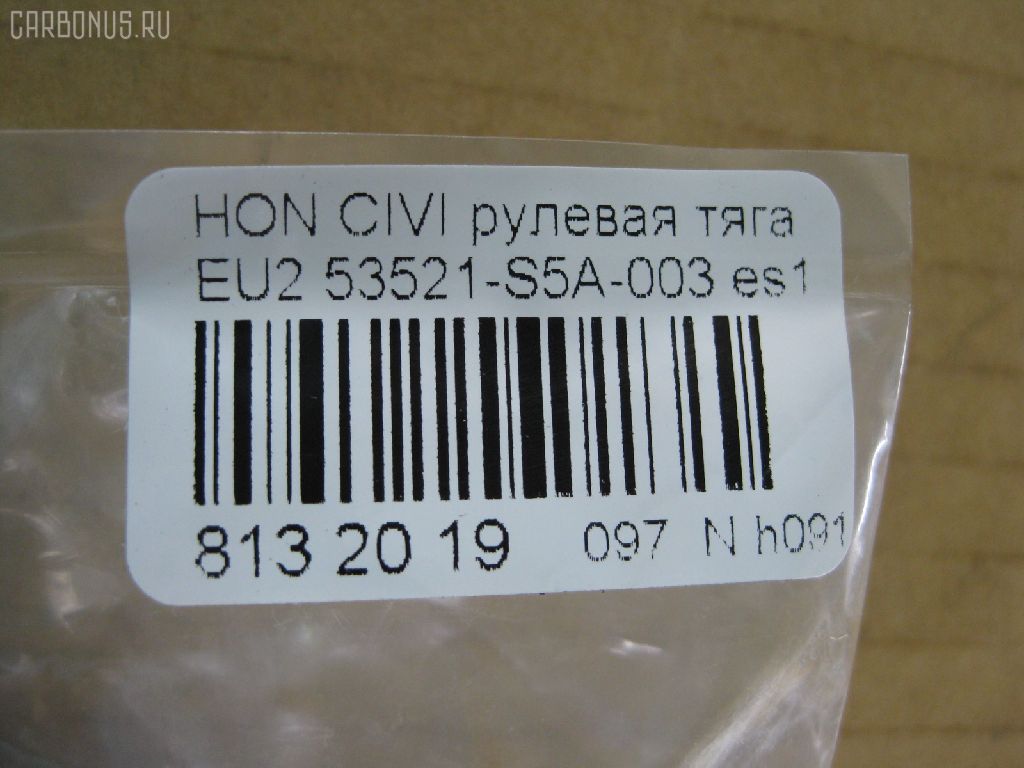 CARBONUS.RU
HON CIVI рулевая тяга
EU2 53521-S5A-003 es1
813 20 19 097 N h091